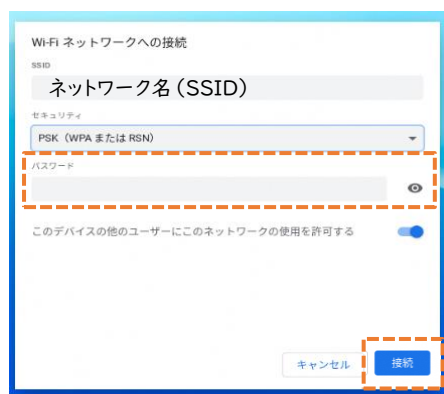 Wi-Fi ネットワークへの接続
SSID
ネットワーク名（SSID）
セキュリティ
PSK（WPA または RSN）
パスワード
このデバイスの他のユーザーにこのネットワークの使用を許可する
キャンセル
接続